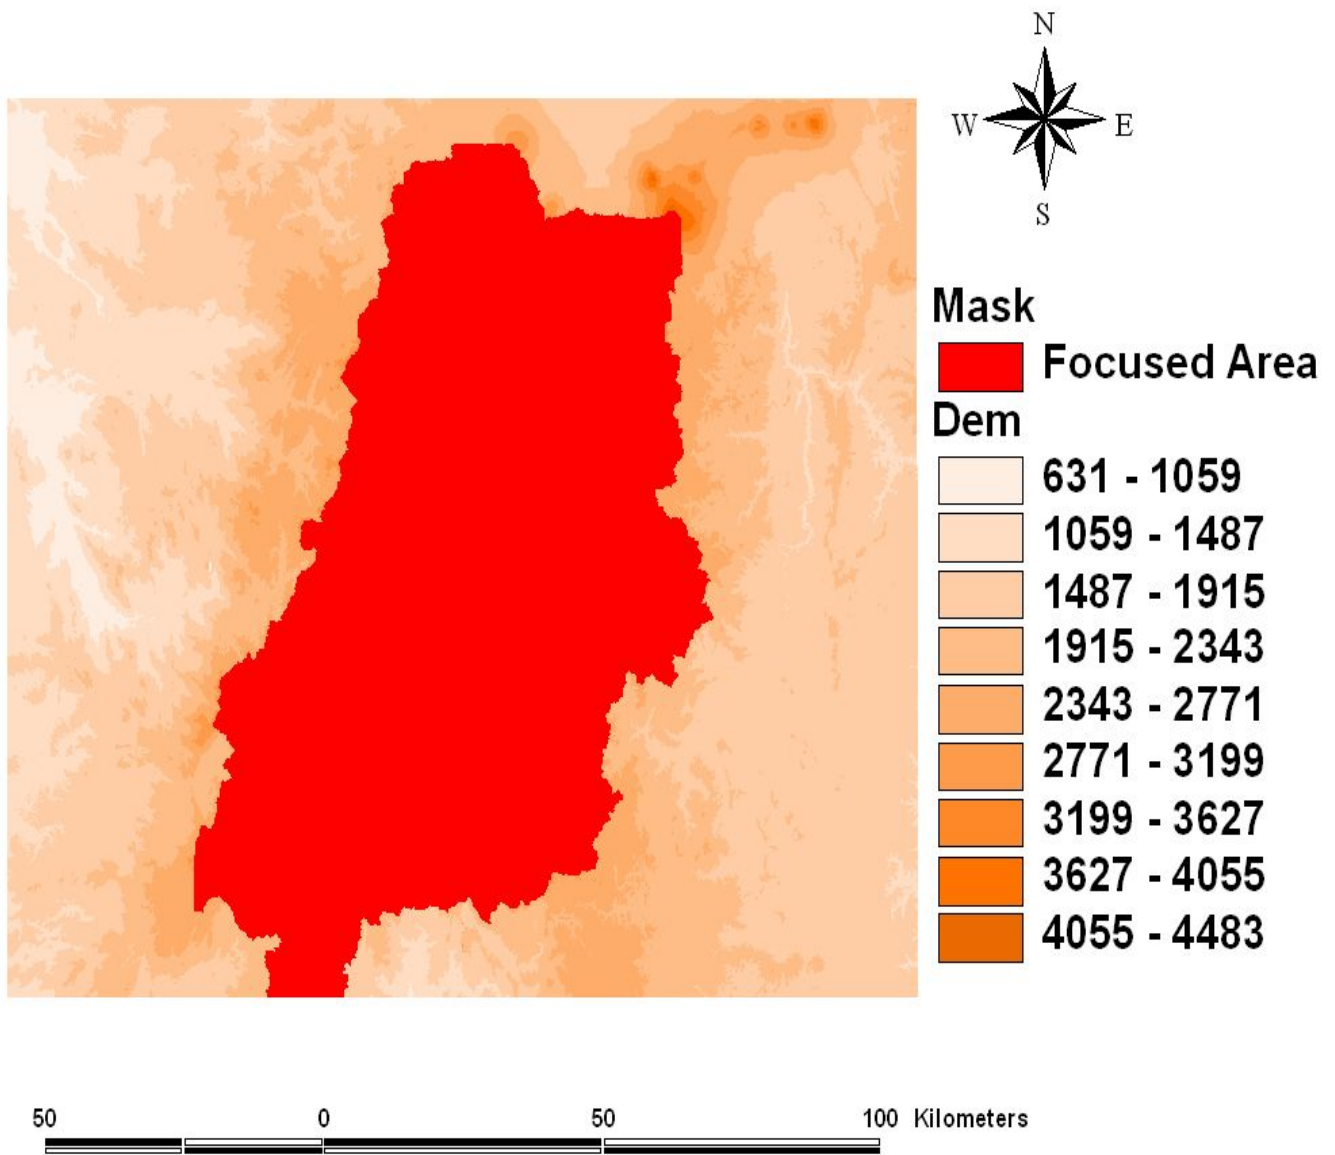 N
W E
S
Mask
Focused Area
Dem
631 - 1059
1059 - 1487
1487 - 1915
1915 - 2343
2343 - 2771
2771 - 3199
3199 - 3627
3627 - 4055
4055 - 4483
50 0 50 100 Kilometers